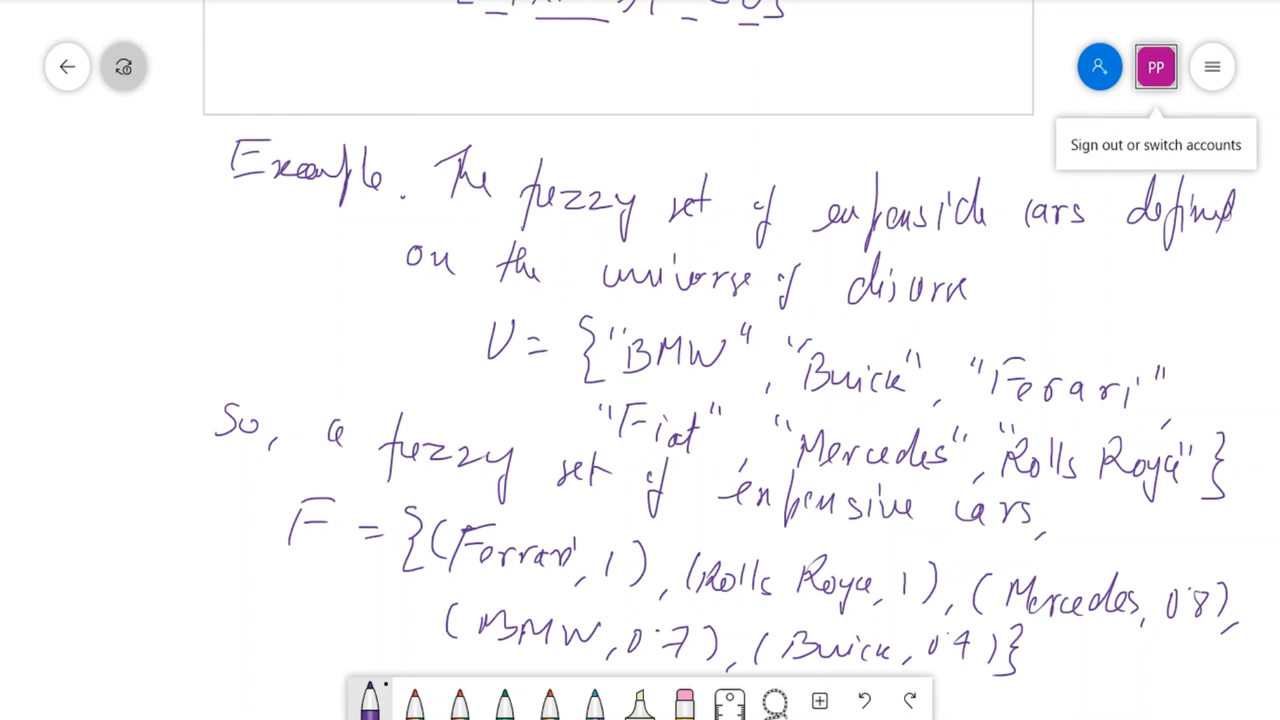 PP
Sign out or switch accounts
Example. The fuzzy set of expenside cars defined
on the universe of
U = {"BMW", "Buick", "Ferari",
"Fiat", "Mercedes", "Rolls Royce"}
So, a fuzzy set of expensive cars,
F = {(Ferrari, 1), (Rolls Royce, 1), (Mercedes, 0.8),
(BMW, 0.7), (Buick, 0.4)}